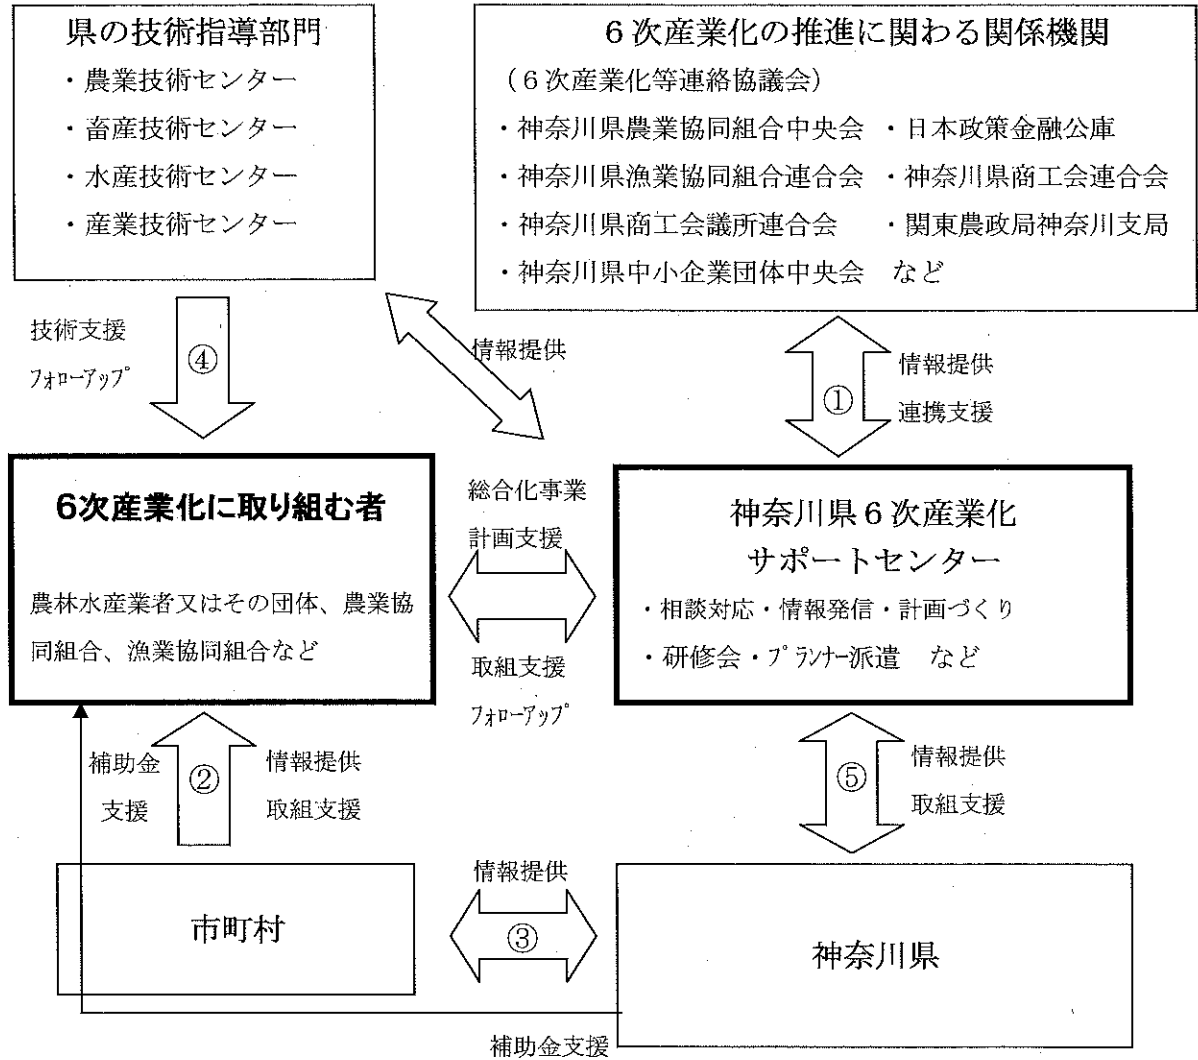 県の技術指導部門
・農業技術センター
・畜産技術センター
・水産技術センター
・産業技術センター
6次産業化の推進に関わる関係機関
(6次産業化等連絡協議会)
・神奈川県農業協同組合中央会 ・日本政策金融公庫
・神奈川県漁業協同組合連合会 ・神奈川県商工会連合会
・神奈川県商工会議所連合会 ・関東農政局神奈川支局
・神奈川県中小企業団体中央会 など
技術支援
フォローアップ
④
情報提供
①
情報提供
連携支援
6次産業化に取り組む者
農林水産業者又はその団体、農業協
同組合、漁業協同組合など
総合化事業
計画支援
取組支援
フォローアップ
神奈川県6次産業化
サポートセンター
・相談対応・情報発信・計画づくり
・研修会・プランナー派遣 など
補助金
支援
②
情報提供
取組支援
⑤
情報提供
取組支援
市町村
情報提供
③
神奈川県
補助金支援